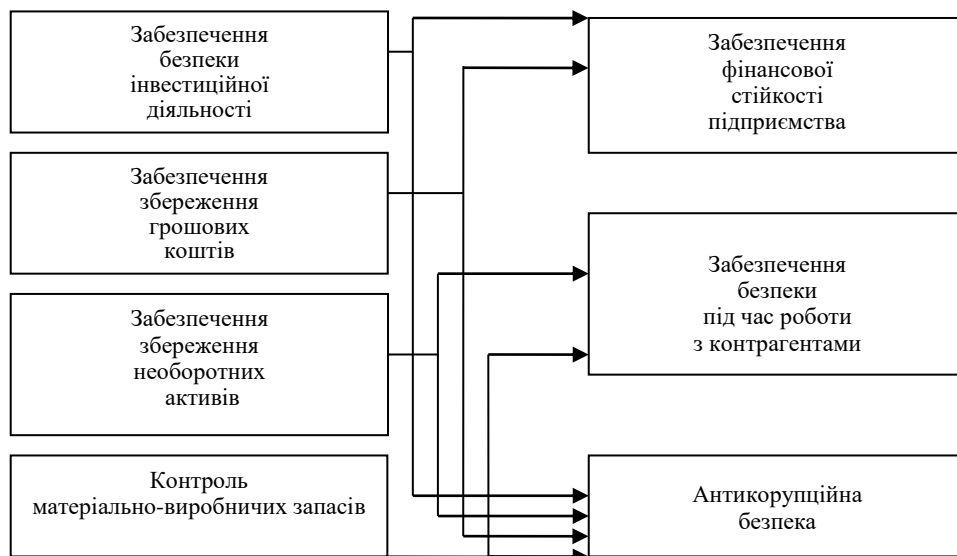 Забезпечення
безпеки
інвестиційної
діяльності
Забезпечення
збереження
грошових
коштів
Забезпечення
збереження
необоротних
активів
Контроль
матеріально-виробничих запасів
Забезпечення
фінансової
стійкості
підприємства
Забезпечення
безпеки
під час роботи
з контрагентами
Антикорупційна
безпека